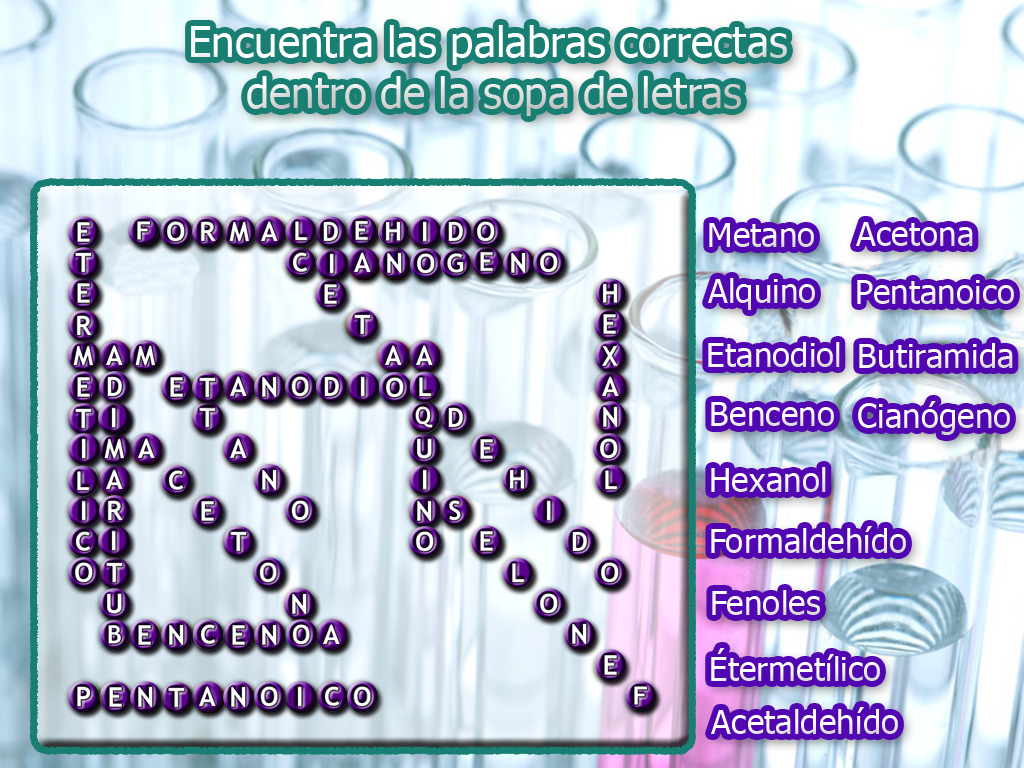 Encuentra las palabras correctas
dentro de la sopa de letras
E FORMALDEHIDO
T CIANOGENO
E E H
R T E
MAM AA X
ED ETANODIOL A
TI T QD N
IMA A U E O
LA C N I H L
IR E O NS I
CI T O E D
OT O L O
U N O
BENCENOA N
E
PENTANOICO F
Metano Acetona
Alquino Pentanoico
Etanodiol Butiramida
Benceno Cianógeno
Hexanol
Formaldehído
Fenoles
Étermetílico
Acetaldehído